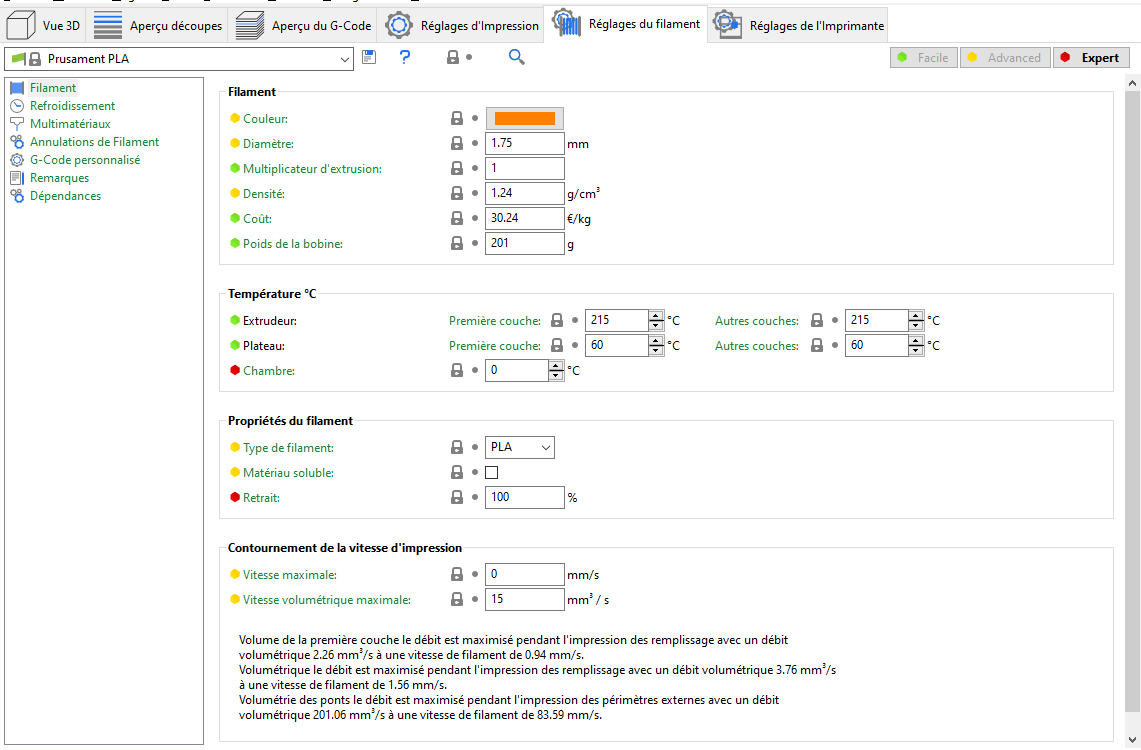 Vue 3D Aperçu découpes Aperçu du G-Code Réglages d'Impression Réglages du filament Réglages de l'Imprimante
Prusament PLA ? Facile Advanced Expert
Filament
Refroidissement
Multimatériaux
Annulations de Filament
G-Code personnalisé
Remarques
Dépendances
Filament
Couleur:
Diamètre: 1.75 mm
Multiplicateur d'extrusion: 1
Densité: 1.24 g/cm³
Coût: 30.24 €/kg
Poids de la bobine: 201 g
Température °C
Extrudeur: Première couche: 215 °C Autres couches: 215 °C
Plateau: Première couche: 60 °C Autres couches: 60 °C
Chambre: 0 °C
Propriétés du filament
Type de filament: PLA
Matériau soluble:
Retrait: 100 %
Contournement de la vitesse d'impression
Vitesse maximale: 0 mm/s
Vitesse volumétrique maximale: 15 mm³ / s
Volume de la première couche le débit est maximisé pendant l'impression des remplissage avec un débit
volumétrique 2.26 mm³/s à une vitesse de filament de 0.94 mm/s.
Volumétrique le débit est maximisé pendant l'impression des remplissage avec un débit volumétrique 3.76 mm³/s
à une vitesse de filament de 1.56 mm/s.
Volumétrie des ponts le débit est maximisé pendant l'impression des périmètres externes avec un débit
volumétrique 201.06 mm³/s à une vitesse de filament de 83.59 mm/s.